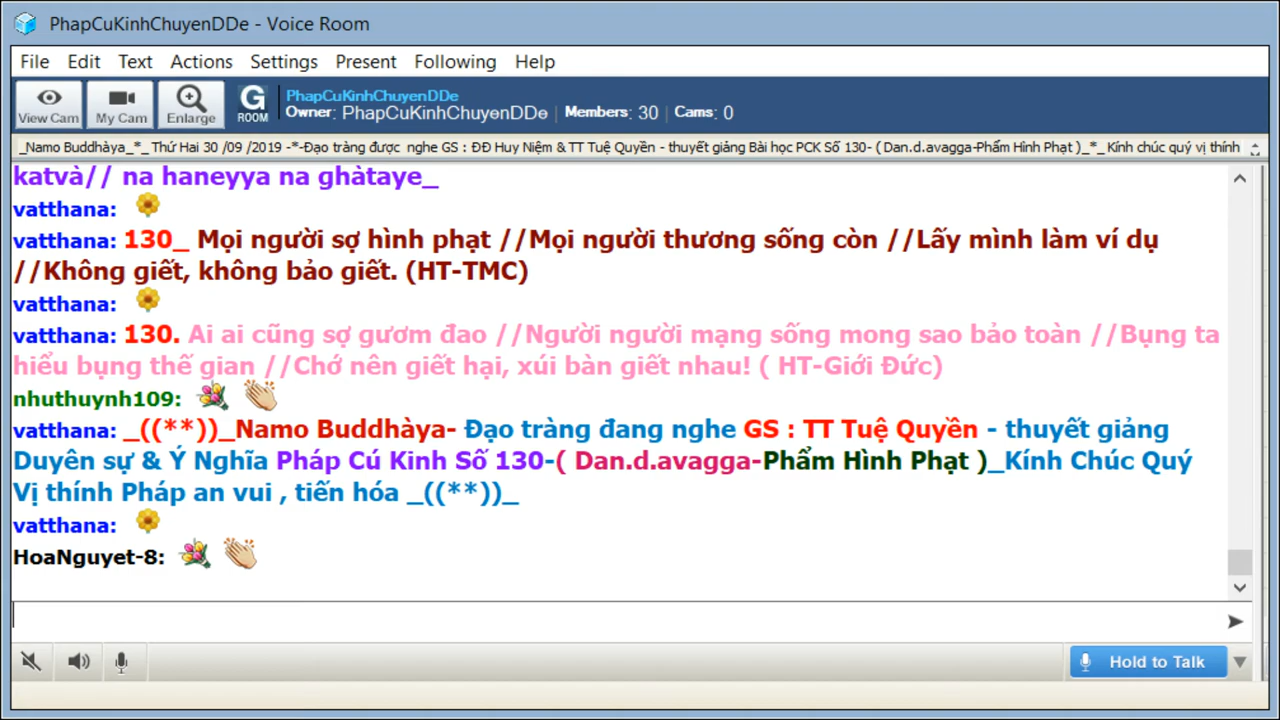 PhapCuKinhChuyenDDe - Voice Room
File Edit Text Actions Settings Present Following Help
View Cam My Cam Enlarge G ROOM PhapCuKinhChuyenDDe
Owner: PhapCuKinhChuyenDDe | Members: 30 | Cams: 0
_Namo Buddhàya_*_ Thứ Hai 30 /09 /2019 -*-Đạo tràng được nghe GS : ĐĐ Huy Niệm & TT Tuệ Quyền - thuyết giảng Bài học PCK Số 130- ( Dan.d.avagga-Phẩm Hình Phạt )_*_ Kính chúc quý vị thính
katvà// na haneyya na ghàtaye_
vatthana:
vatthana: 130_ Mọi người sợ hình phạt //Mọi người thương sống còn //Lấy mình làm ví dụ
//Không giết, không bảo giết. (HT-TMC)
vatthana:
vatthana: 130. Ai ai cũng sợ gươm đao //Người người mạng sống mong sao bảo toàn //Bụng ta
hiểu bụng thế gian //Chớ nên giết hại, xúi bàn giết nhau! ( HT-Giới Đức)
nhuthuynh109:
vatthana: _((**))_Namo Buddhàya- Đạo tràng đang nghe GS : TT Tuệ Quyền - thuyết giảng
Duyên sự & Ý Nghĩa Pháp Cú Kinh Số 130-( Dan.d.avagga-Phẩm Hình Phạt )_Kính Chúc Quý
Vị thính Pháp an vui , tiến hóa _((**))_
vatthana:
HoaNguyet-8:
Hold to Talk